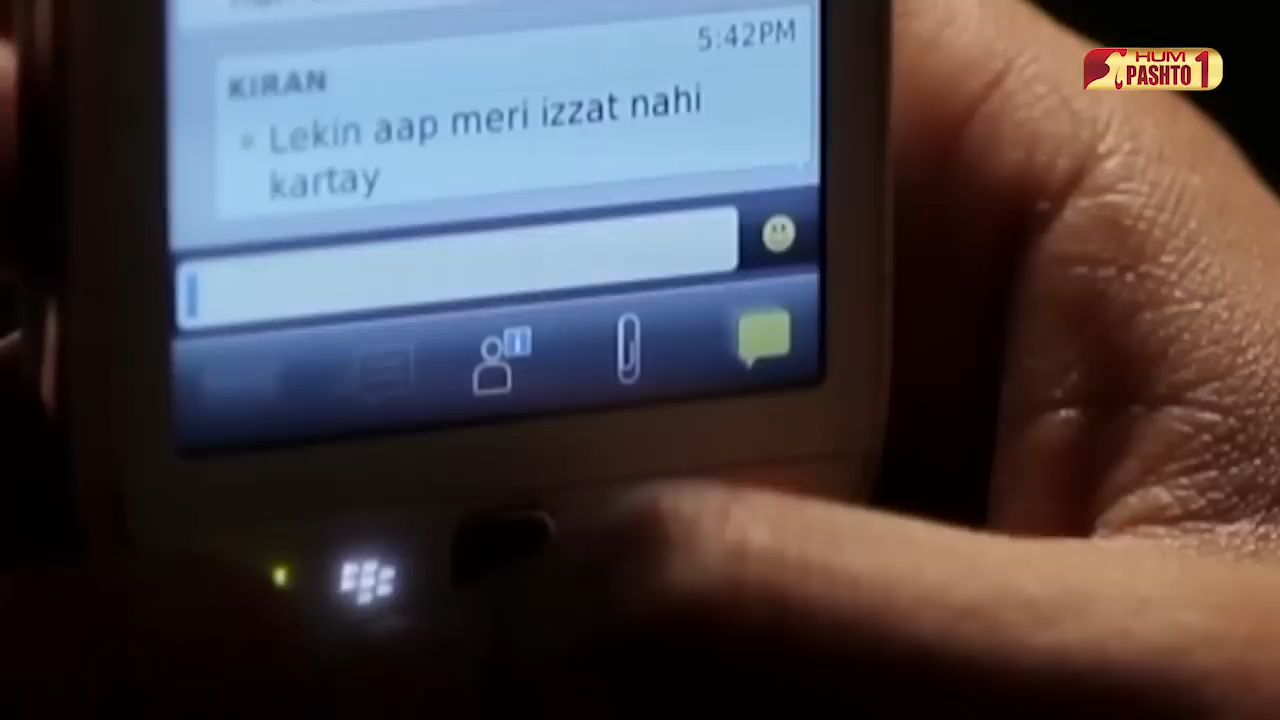 5:42PM
KIRAN
Lekin aap meri izzat nahi
kartay
HUM
PASHTO 1